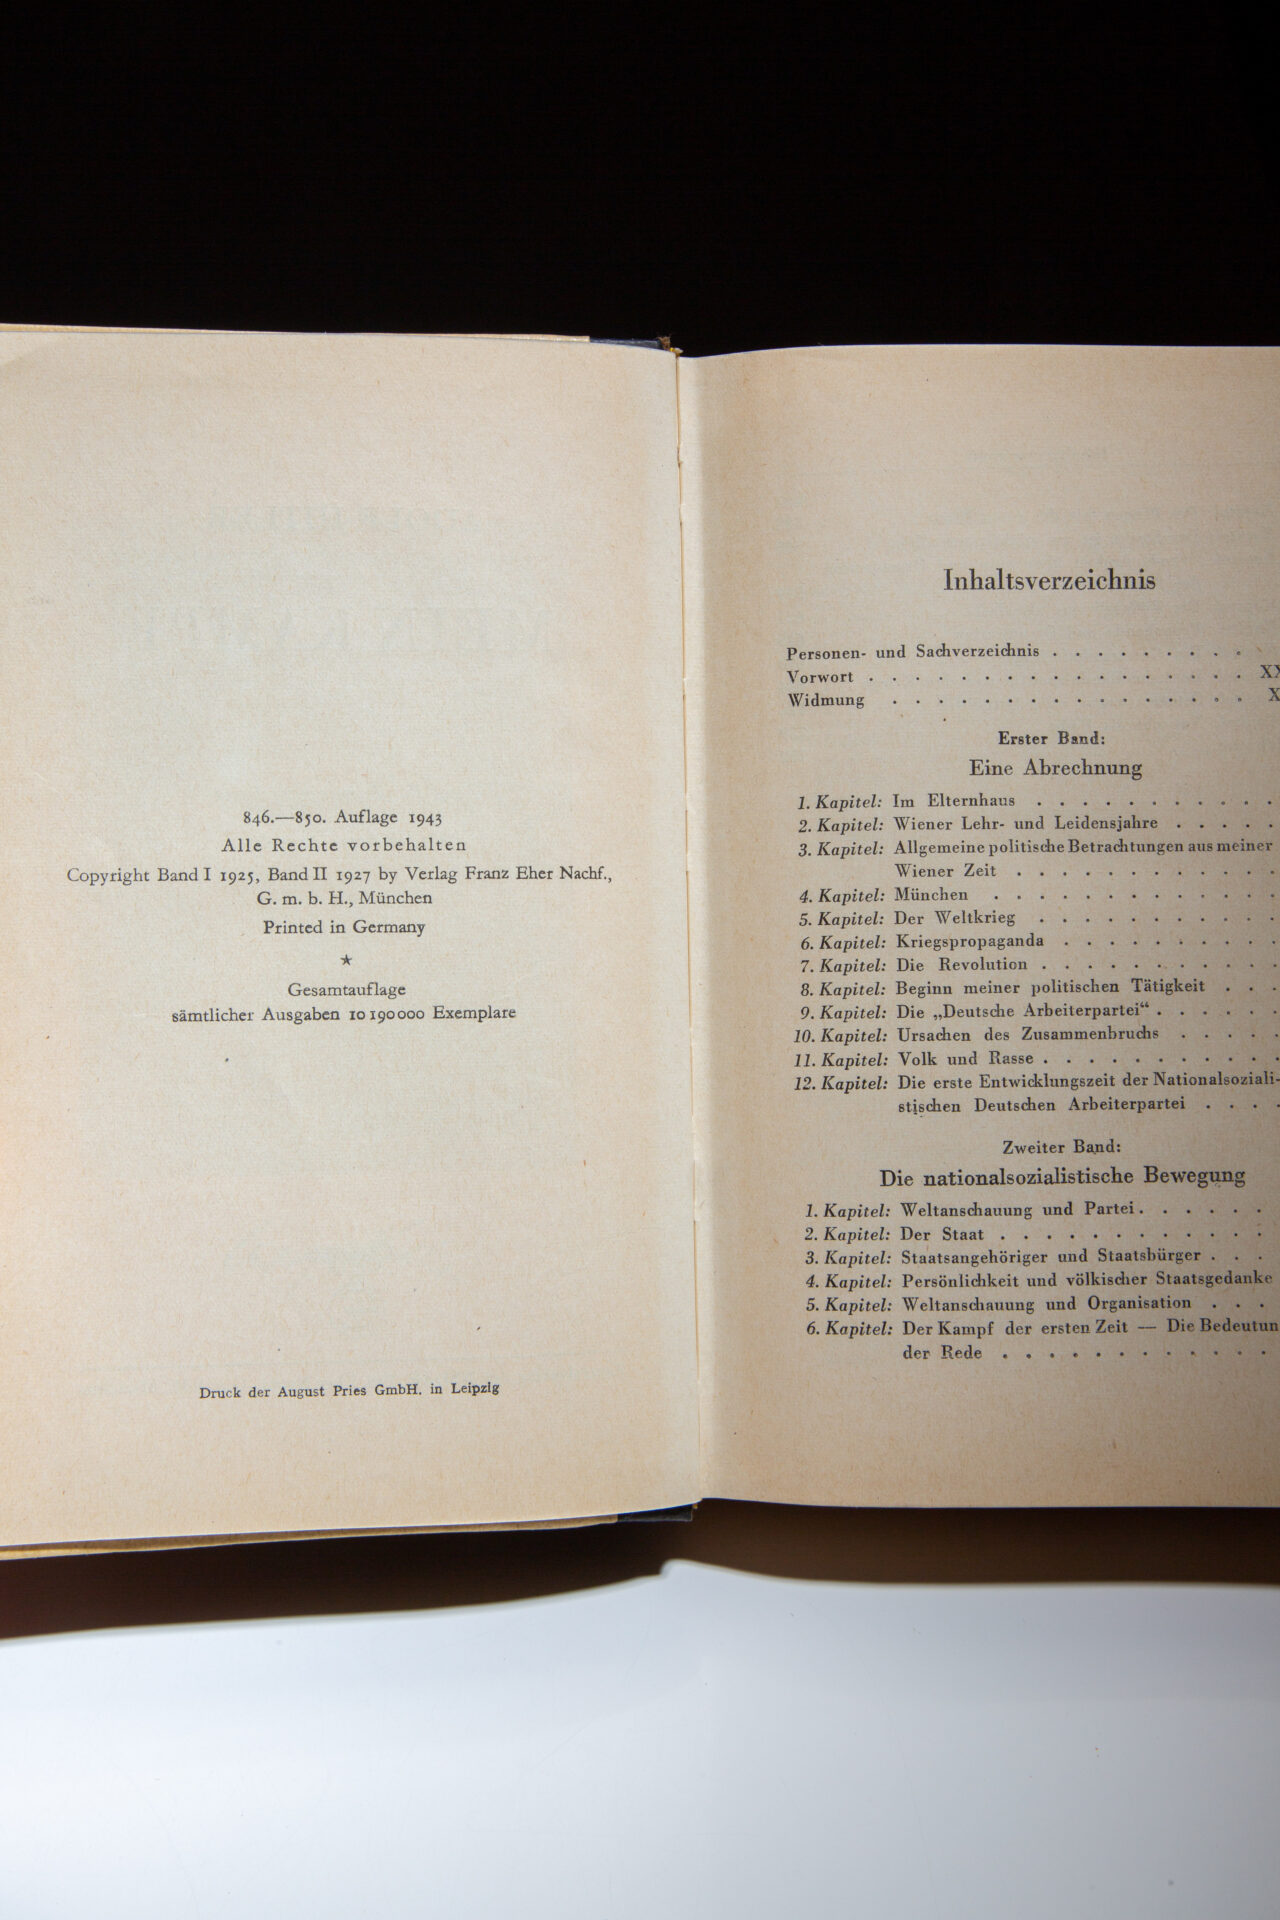 846.—850. Auflage 1943
Alle Rechte vorbehalten
Copyright Band I 1925, Band II 1927 by Verlag Franz Eher Nachf.,
G. m. b. H., München
Printed in Germany
★
Gesamtauflage
sämtlicher Ausgaben 10 190 000 Exemplare
Druck der August Pries GmbH. in Leipzig
Inhaltsverzeichnis
Personen- und Sachverzeichnis . . . . . . . . .
Vorwort . . . . . . . . . . . . . . . . .
Widmung . . . . . . . . . . . . . . . .
Erster Band:
Eine Abrechnung
1. Kapitel: Im Elternhaus . . . . . . . . . . .
2. Kapitel: Wiener Lehr- und Leidensjahre . . . . .
3. Kapitel: Allgemeine politische Betrachtungen aus meiner
Wiener Zeit . . . . . . . . . . . .
4. Kapitel: München . . . . . . . . . . . . .
5. Kapitel: Der Weltkrieg . . . . . . . . . . .
6. Kapitel: Kriegspropaganda . . . . . . . . . .
7. Kapitel: Die Revolution . . . . . . . . . . .
8. Kapitel: Beginn meiner politischen Tätigkeit . . .
9. Kapitel: Die „Deutsche Arbeiterpartei“ . . . . . .
10. Kapitel: Ursachen des Zusammenbruchs . . . . .
11. Kapitel: Volk und Rasse . . . . . . . . . . .
12. Kapitel: Die erste Entwicklungszeit der Nationalsoziali-
stischen Deutschen Arbeiterpartei . . . .
Zweiter Band:
Die nationalsozialistische Bewegung
1. Kapitel: Weltanschauung und Partei . . . . . .
2. Kapitel: Der Staat . . . . . . . . . . . .
3. Kapitel: Staatsangehöriger und Staatsbürger . . .
4. Kapitel: Persönlichkeit und völkischer Staatsgedanke
5. Kapitel: Weltanschauung und Organisation . . .
6. Kapitel: Der Kampf der ersten Zeit — Die Bedeutun
der Rede . . . . . . . . . . . .